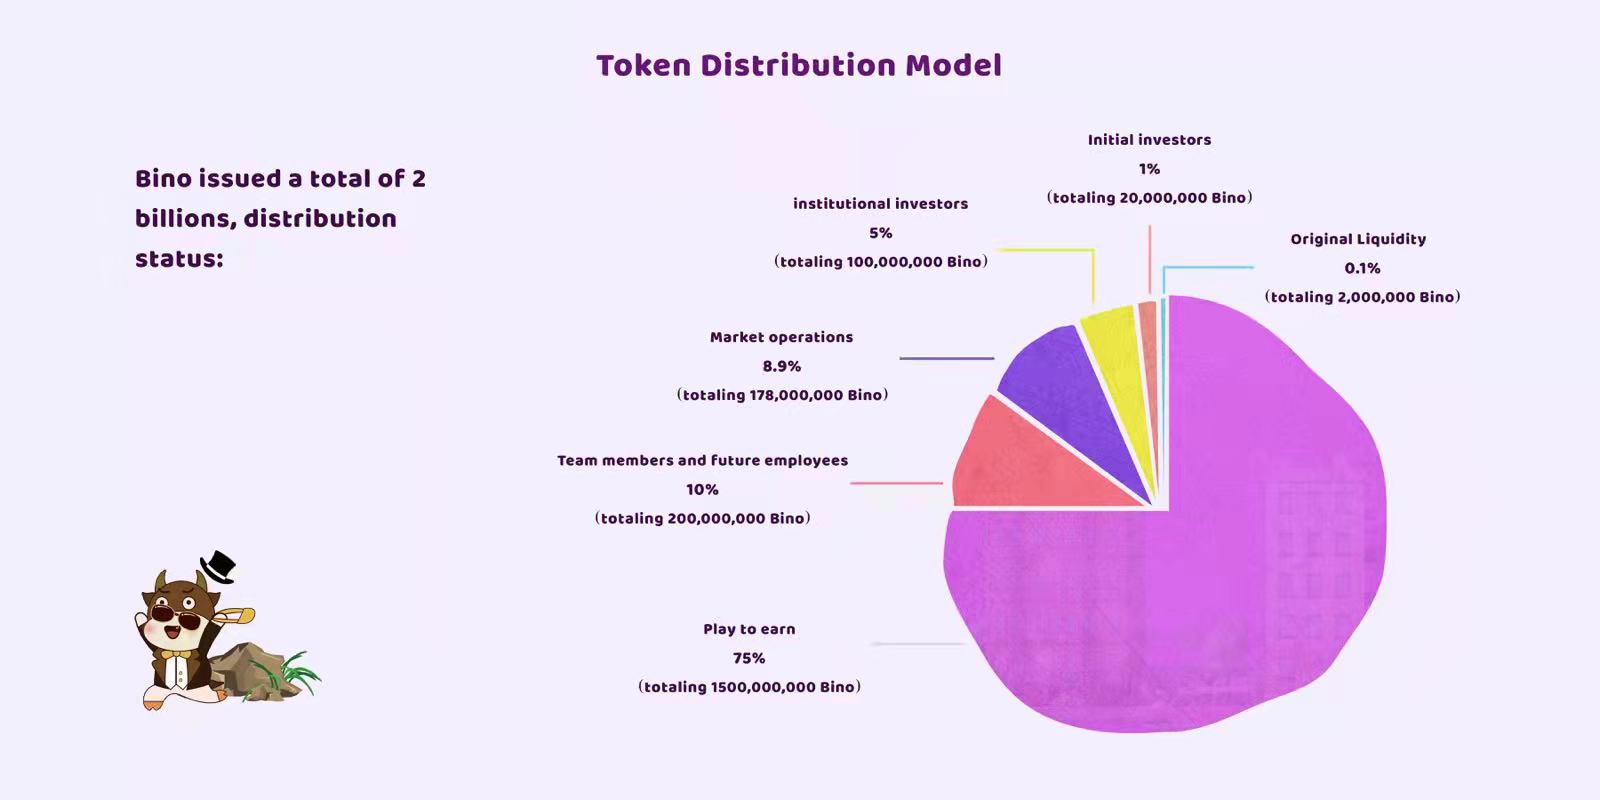 Token Distribution Model
Bino issued a total of 2
billions, distribution
status:
Initial investors
1%
(totaling 20,000,000 Bino)
institutional investors
5%
(totaling 100,000,000 Bino)
Original Liquidity
0.1%
(totaling 2,000,000 Bino)
Market operations
8.9%
(totaling 178,000,000 Bino)
Team members and future employees
10%
(totaling 200,000,000 Bino)
Play to earn
75%
(totaling 1500,000,000 Bino)